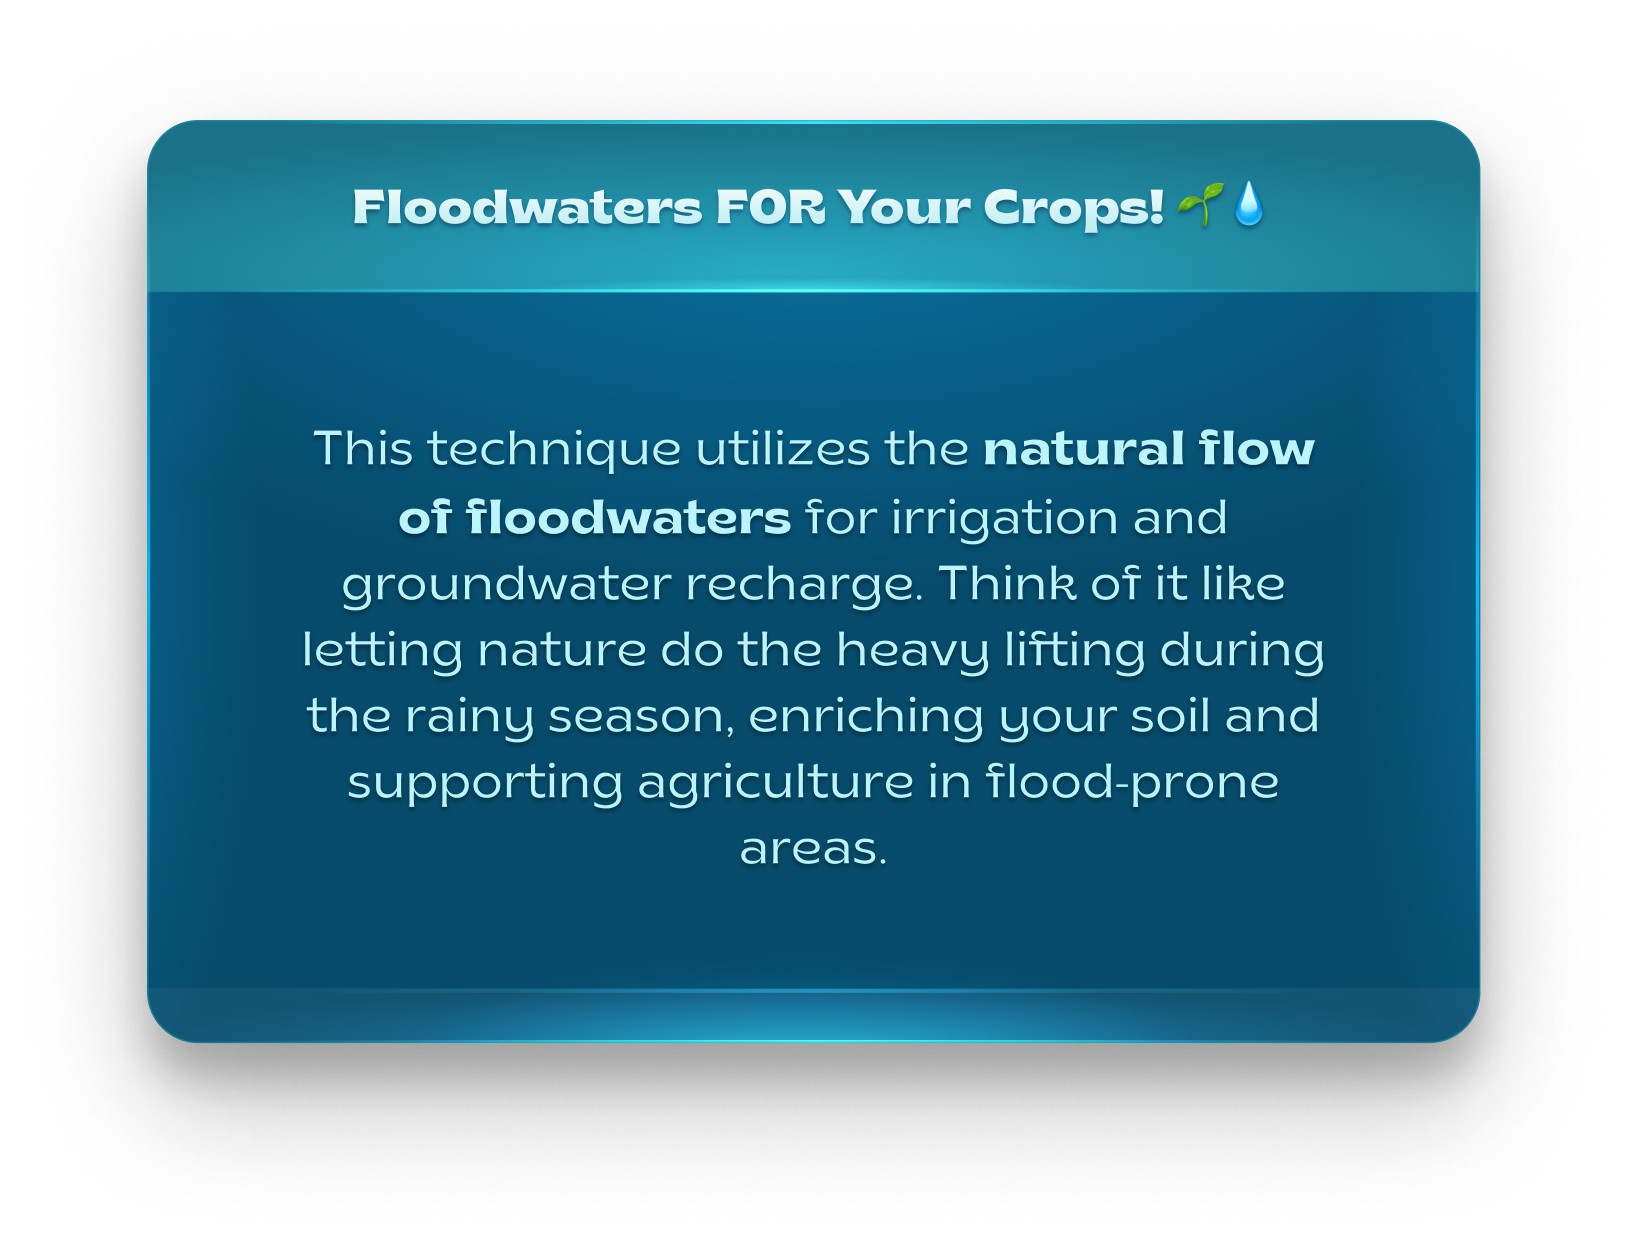 Floodwaters FOR Your Crops! 🌱💧
This technique utilizes the natural flow
of floodwaters for irrigation and
groundwater recharge. Think of it like
letting nature do the heavy lifting during
the rainy season, enriching your soil and
supporting agriculture in flood-prone
areas.